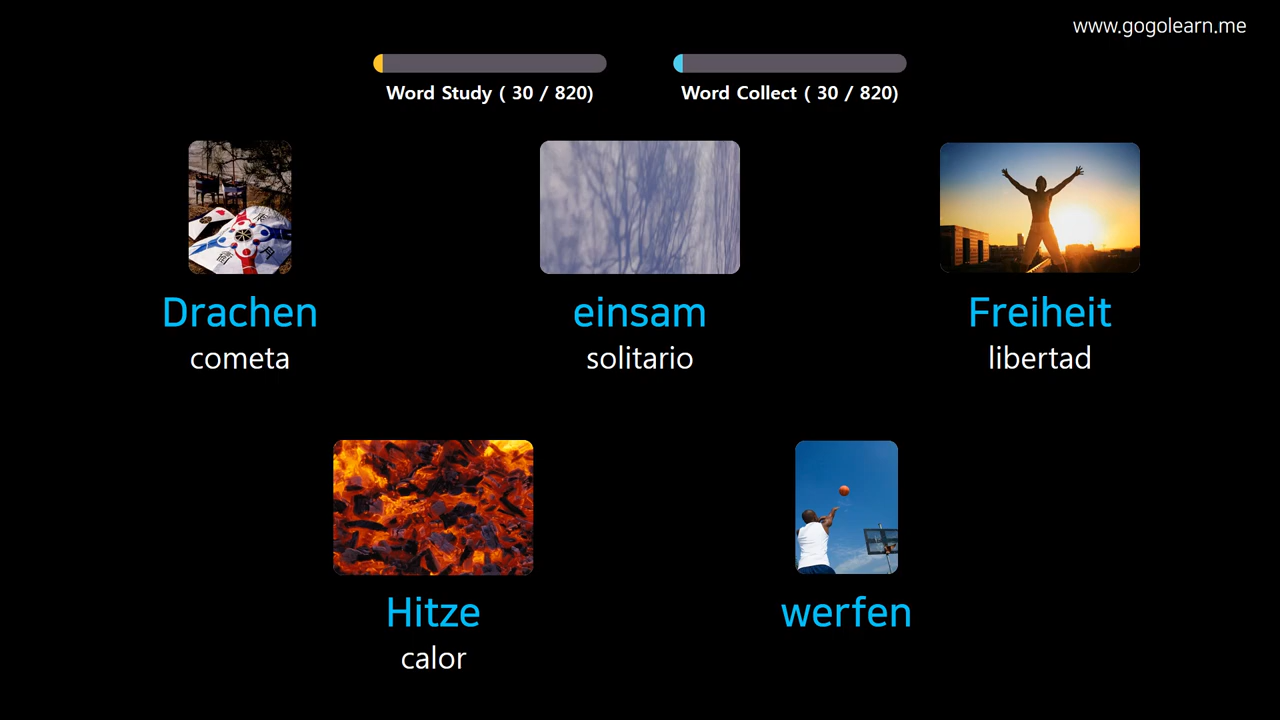 www.gogolearn.me
Word Study ( 30 / 820)
Word Collect ( 30 / 820)
Drachen
cometa
einsam
solitario
Freiheit
libertad
Hitze
calor
werfen